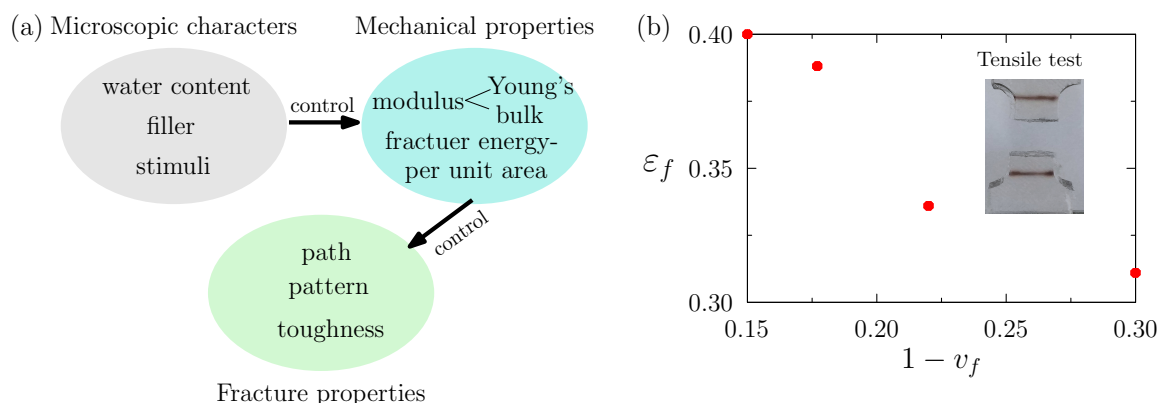 (a) Microscopic characters
water content
filler
stimuli
control
Mechanical properties
modulus
Young's
bulk
fractuer energy-
per unit area
control
path
pattern
toughness
Fracture properties
(b)
Tensile test
0.40
0.35
0.30
ε_f
0.15 0.20 0.25 0.30
1 − v_f